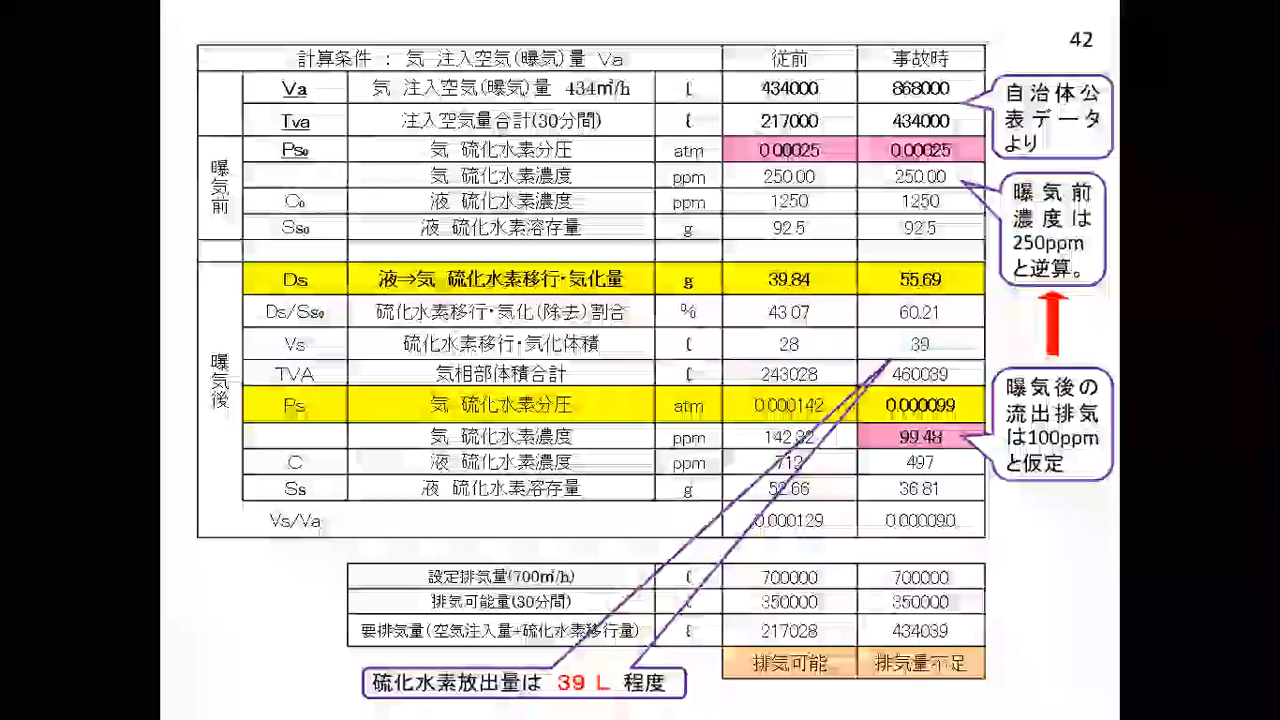 42
計算条件 : 気 注入空気(曝気)量 Va 従前 事故時
Va 気 注入空気(曝気)量 434㎥/h ℓ 434000 868000
Tva 注入空気量合計(30分間) ℓ 217000 434000
曝気前
Ps₀ 気 硫化水素分圧 atm 0.00025 0.00025
気 硫化水素濃度 ppm 250.00 250.00
C₀ 液 硫化水素濃度 ppm 1250 1250
Ss₀ 液 硫化水素溶存量 g 92.5 92.5
曝気後
Ds 液⇒気 硫化水素移行・気化量 g 39.84 55.69
Ds/Ss₀ 硫化水素移行・気化(除去)割合 % 43.07 60.21
Vs 硫化水素移行・気化体積 ℓ 28 39
TVA 気相部体積合計 ℓ 243028 460039
Ps 気 硫化水素分圧 atm 0.000142 0.000099
気 硫化水素濃度 ppm 142.32 99.48
C 液 硫化水素濃度 ppm 712 497
Ss 液 硫化水素溶存量 g 52.66 36.81
Vs/Va 0.000129 0.000090
設定排気量(700㎥/h) ℓ 700000 700000
排気可能量(30分間) ℓ 350000 350000
要排気量(空気注入量+硫化水素移行量) ℓ 217028 434039
排気可能 排気量不足
自治体公
表データ
より
曝気前
濃度は
250ppm
と逆算。
曝気後の
流出排気
は100ppm
と仮定
硫化水素放出量は 39 L 程度